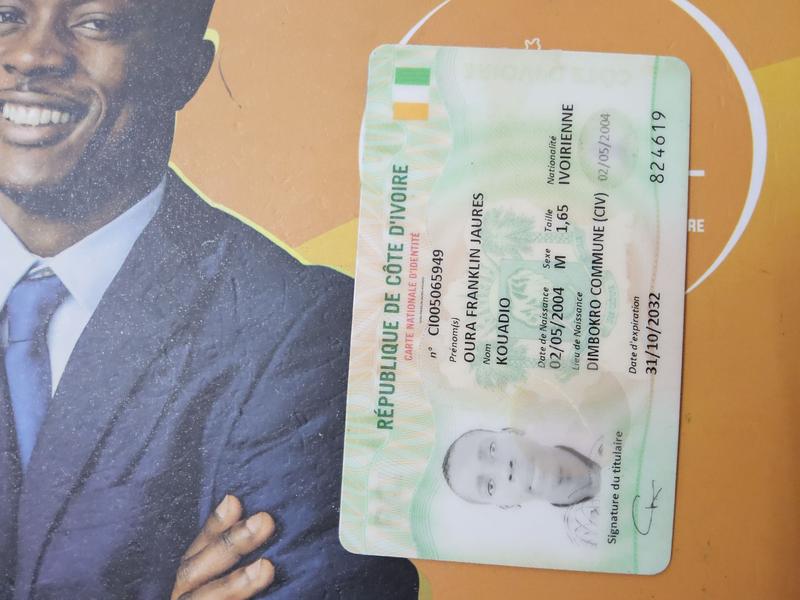 RÉPUBLIQUE DE CÔTE D'IVOIRE
CARTE NATIONALE D'IDENTITÉ
n° CI005065949
Prénom(s)
OURA FRANKLIN JAURES
Nom
KOUADIO
Date de Naissance Sexe Taille Nationalité
02/05/2004 M 1,65 IVOIRIENNE
Lieu de Naissance
DIMBOKRO COMMUNE (CIV)
02/05/2004
Date d'expiration
31/10/2032
824619
Signature du titulaire
RE